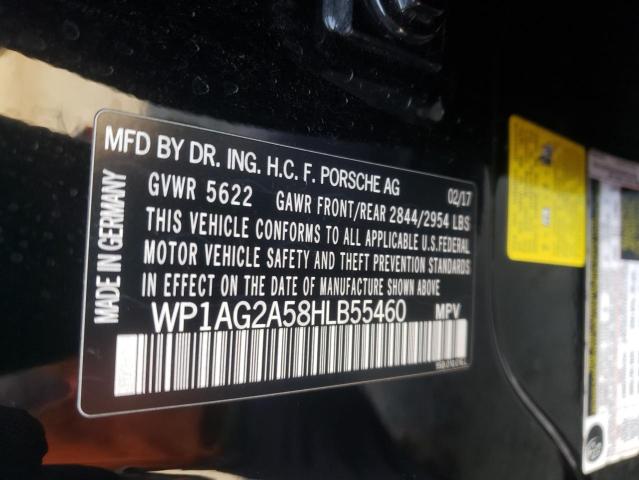 MFD BY DR. ING. H.C. F. PORSCHE AG 02/17
GVWR 5622 GAWR FRONT/REAR 2844/2954 LBS
THIS VEHICLE CONFORMS TO ALL APPLICABLE U.S.FEDERAL
MOTOR VEHICLE SAFETY AND THEFT PREVENTION STANDARDS
IN EFFECT ON THE DATE OF MANUFACTURE SHOWN ABOVE.
WP1AG2A58HLB55460 MPV
MADE IN GERMANY